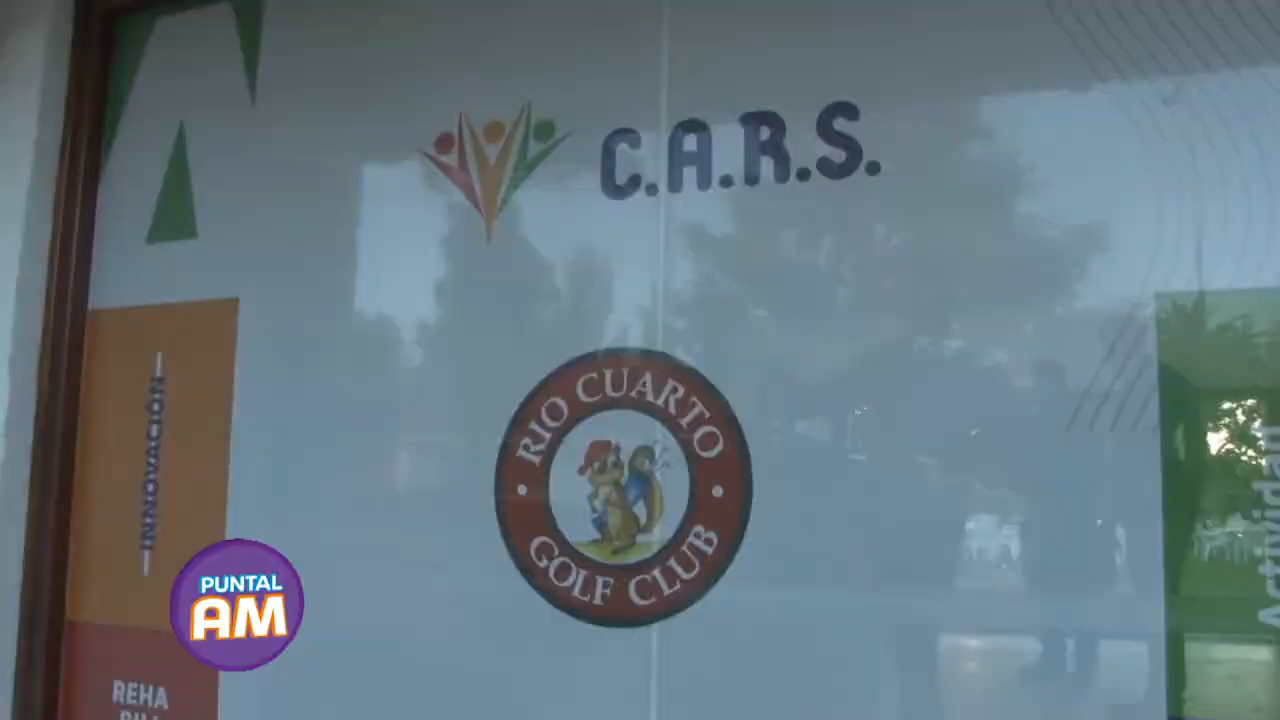 C.A.R.S.
RIO CUARTO
GOLF CLUB
INNOVACIÓN
PUNTAL
AM
REHA
Actividad